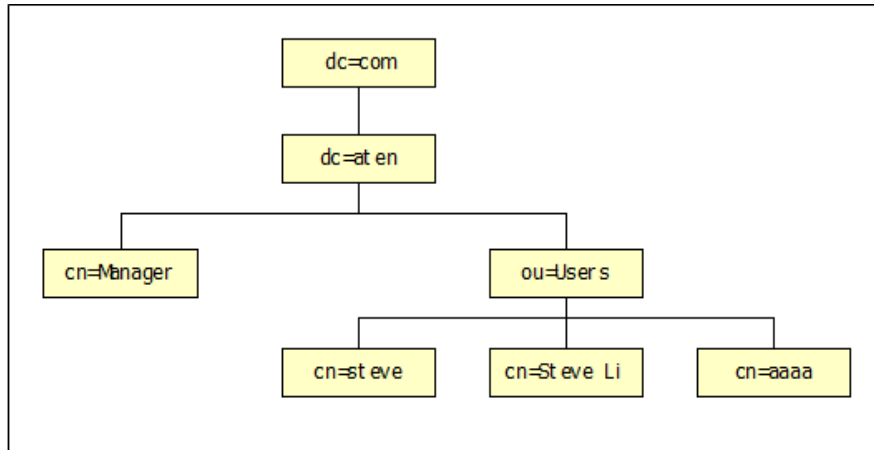 dc=com
dc=aten
cn=Manager
ou=Users
cn=steve
cn=Steve Li
cn=aaaa